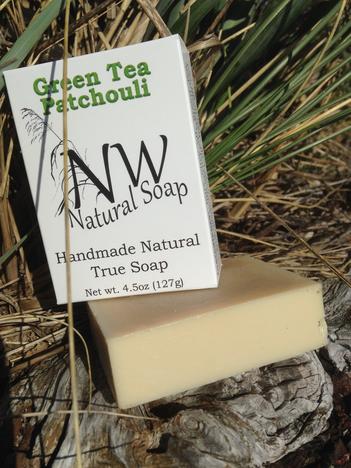 Green Tea
Patchouli
NW
Natural Soap
Handmade Natural
True Soap
Net wt. 4.5oz (127g)